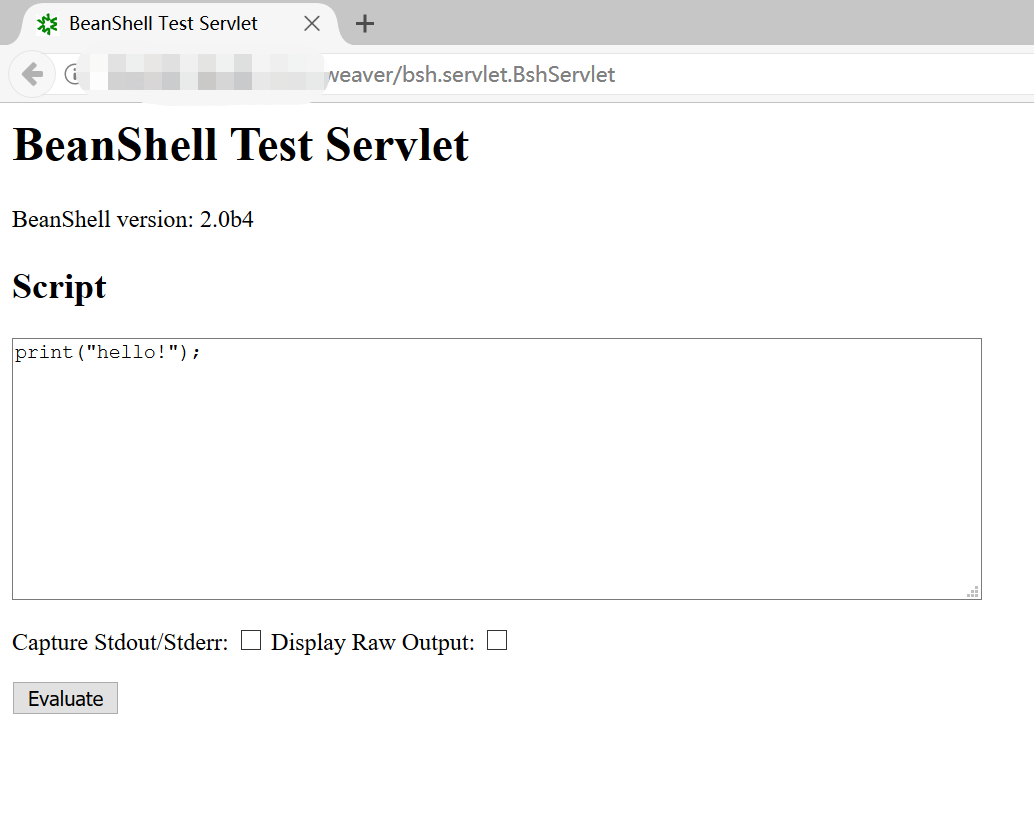 BeanShell Test Servlet
weaver/bsh.servlet.BshServlet
BeanShell Test Servlet
BeanShell version: 2.0b4
Script
print("hello!");
Capture Stdout/Stderr: Display Raw Output:
Evaluate